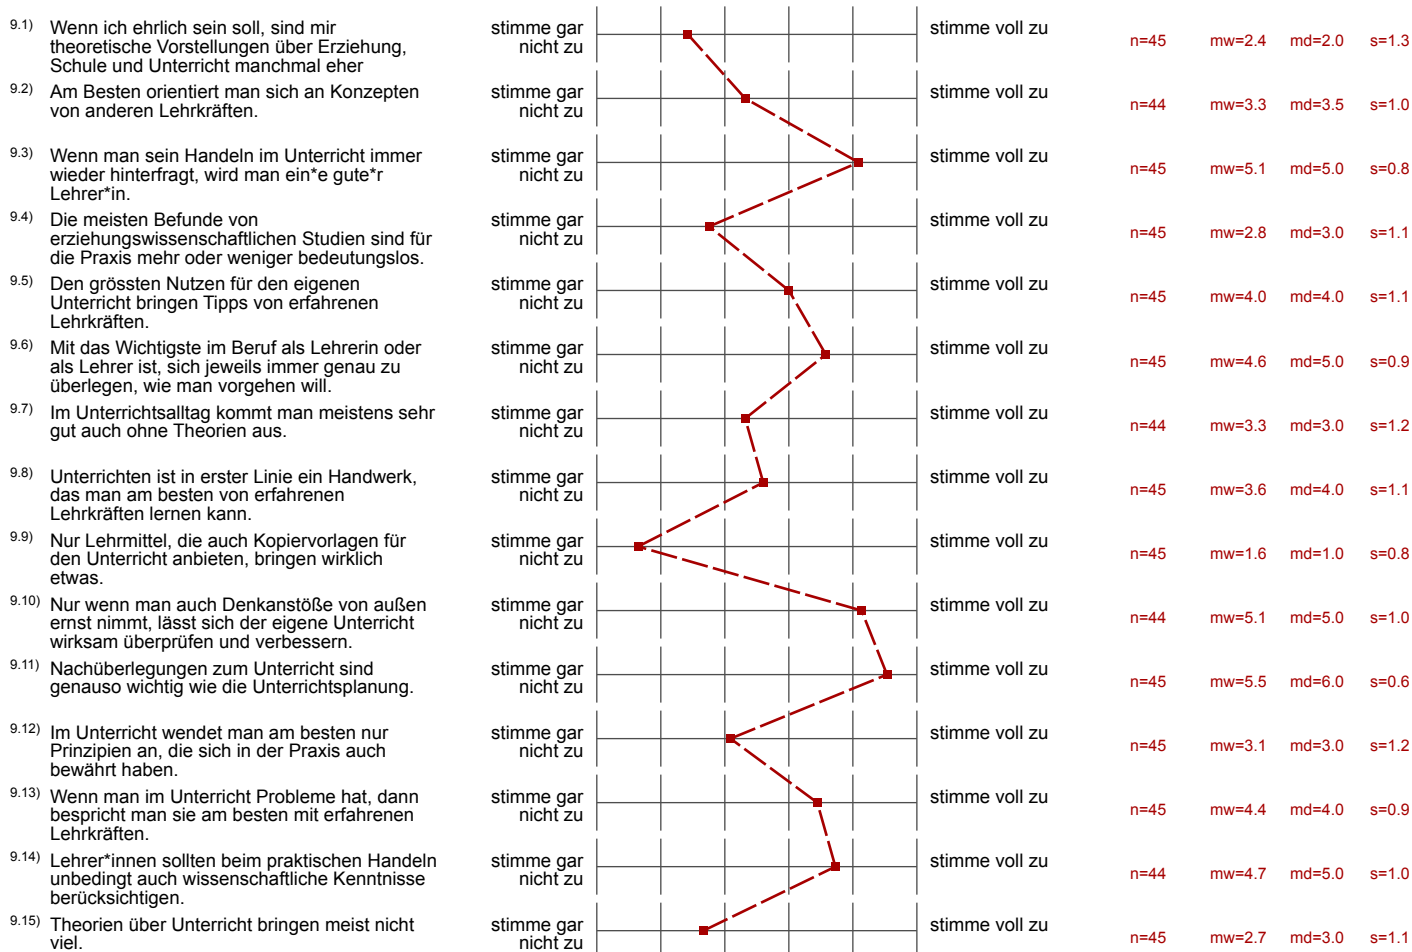 9.1) Wenn ich ehrlich sein soll, sind mir
theoretische Vorstellungen über Erziehung,
Schule und Unterricht manchmal eher
stimme gar
nicht zu
stimme voll zu
n=45 mw=2.4 md=2.0 s=1.3
9.2) Am Besten orientiert man sich an Konzepten
von anderen Lehrkräften.
stimme gar
nicht zu
stimme voll zu
n=44 mw=3.3 md=3.5 s=1.0
9.3) Wenn man sein Handeln im Unterricht immer
wieder hinterfragt, wird man ein*e gute*r
Lehrer*in.
stimme gar
nicht zu
stimme voll zu
n=45 mw=5.1 md=5.0 s=0.8
9.4) Die meisten Befunde von
erziehungswissenschaftlichen Studien sind für
die Praxis mehr oder weniger bedeutungslos.
stimme gar
nicht zu
stimme voll zu
n=45 mw=2.8 md=3.0 s=1.1
9.5) Den grössten Nutzen für den eigenen
Unterricht bringen Tipps von erfahrenen
Lehrkräften.
stimme gar
nicht zu
stimme voll zu
n=45 mw=4.0 md=4.0 s=1.1
9.6) Mit das Wichtigste im Beruf als Lehrerin oder
als Lehrer ist, sich jeweils immer genau zu
überlegen, wie man vorgehen will.
stimme gar
nicht zu
stimme voll zu
n=45 mw=4.6 md=5.0 s=0.9
9.7) Im Unterrichtsalltag kommt man meistens sehr
gut auch ohne Theorien aus.
stimme gar
nicht zu
stimme voll zu
n=44 mw=3.3 md=3.0 s=1.2
9.8) Unterrichten ist in erster Linie ein Handwerk,
das man am besten von erfahrenen
Lehrkräften lernen kann.
stimme gar
nicht zu
stimme voll zu
n=45 mw=3.6 md=4.0 s=1.1
9.9) Nur Lehrmittel, die auch Kopiervorlagen für
den Unterricht anbieten, bringen wirklich
etwas.
stimme gar
nicht zu
stimme voll zu
n=45 mw=1.6 md=1.0 s=0.8
9.10) Nur wenn man auch Denkanstöße von außen
ernst nimmt, lässt sich der eigene Unterricht
wirksam überprüfen und verbessern.
stimme gar
nicht zu
stimme voll zu
n=44 mw=5.1 md=5.0 s=1.0
9.11) Nachüberlegungen zum Unterricht sind
genauso wichtig wie die Unterrichtsplanung.
stimme gar
nicht zu
stimme voll zu
n=45 mw=5.5 md=6.0 s=0.6
9.12) Im Unterricht wendet man am besten nur
Prinzipien an, die sich in der Praxis auch
bewährt haben.
stimme gar
nicht zu
stimme voll zu
n=45 mw=3.1 md=3.0 s=1.2
9.13) Wenn man im Unterricht Probleme hat, dann
bespricht man sie am besten mit erfahrenen
Lehrkräften.
stimme gar
nicht zu
stimme voll zu
n=45 mw=4.4 md=4.0 s=0.9
9.14) Lehrer*innen sollten beim praktischen Handeln
unbedingt auch wissenschaftliche Kenntnisse
berücksichtigen.
stimme gar
nicht zu
stimme voll zu
n=44 mw=4.7 md=5.0 s=1.0
9.15) Theorien über Unterricht bringen meist nicht
viel.
stimme gar
nicht zu
stimme voll zu
n=45 mw=2.7 md=3.0 s=1.1